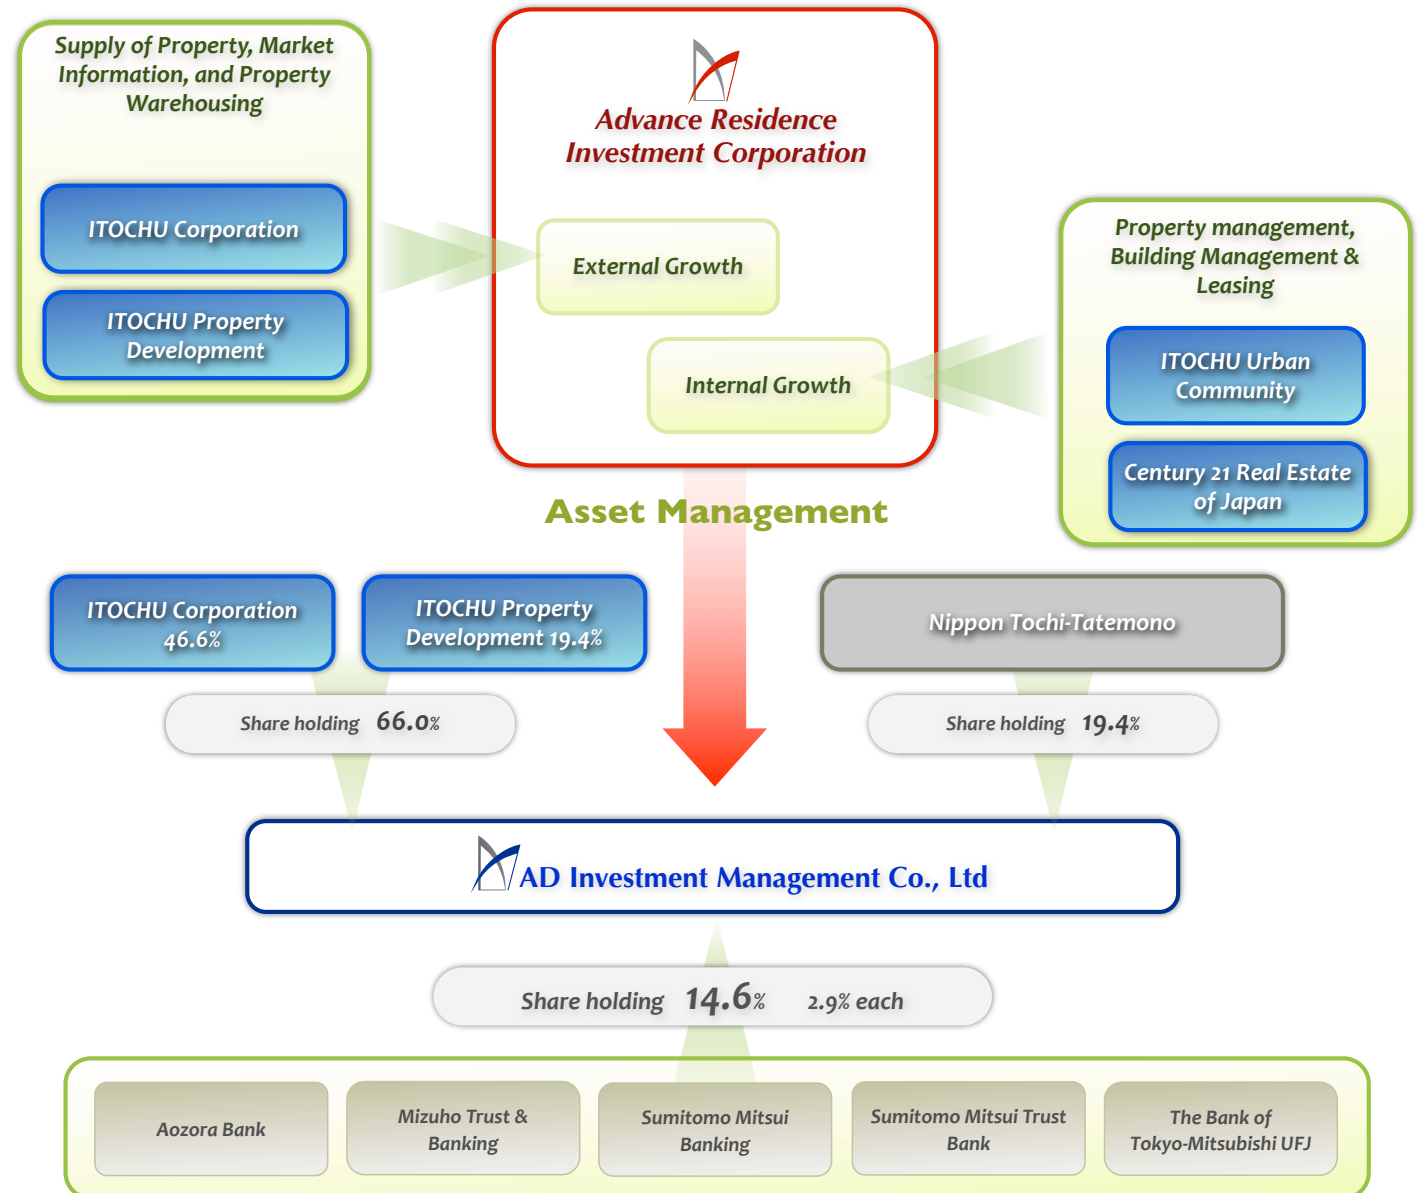 Supply of Property, Market
Information, and Property
Warehousing
ITOCHU Corporation
ITOCHU Property
Development
Advance Residence
Investment Corporation
External Growth
Internal Growth
Property management,
Building Management &
Leasing
ITOCHU Urban
Community
Century 21 Real Estate
of Japan
Asset Management
ITOCHU Corporation
46.6%
ITOCHU Property
Development 19.4%
Nippon Tochi-Tatemono
Share holding 66.0%
Share holding 19.4%
AD Investment Management Co., Ltd
Share holding 14.6% 2.9% each
Aozora Bank
Mizuho Trust &
Banking
Sumitomo Mitsui
Banking
Sumitomo Mitsui Trust
Bank
The Bank of
Tokyo-Mitsubishi UFJ